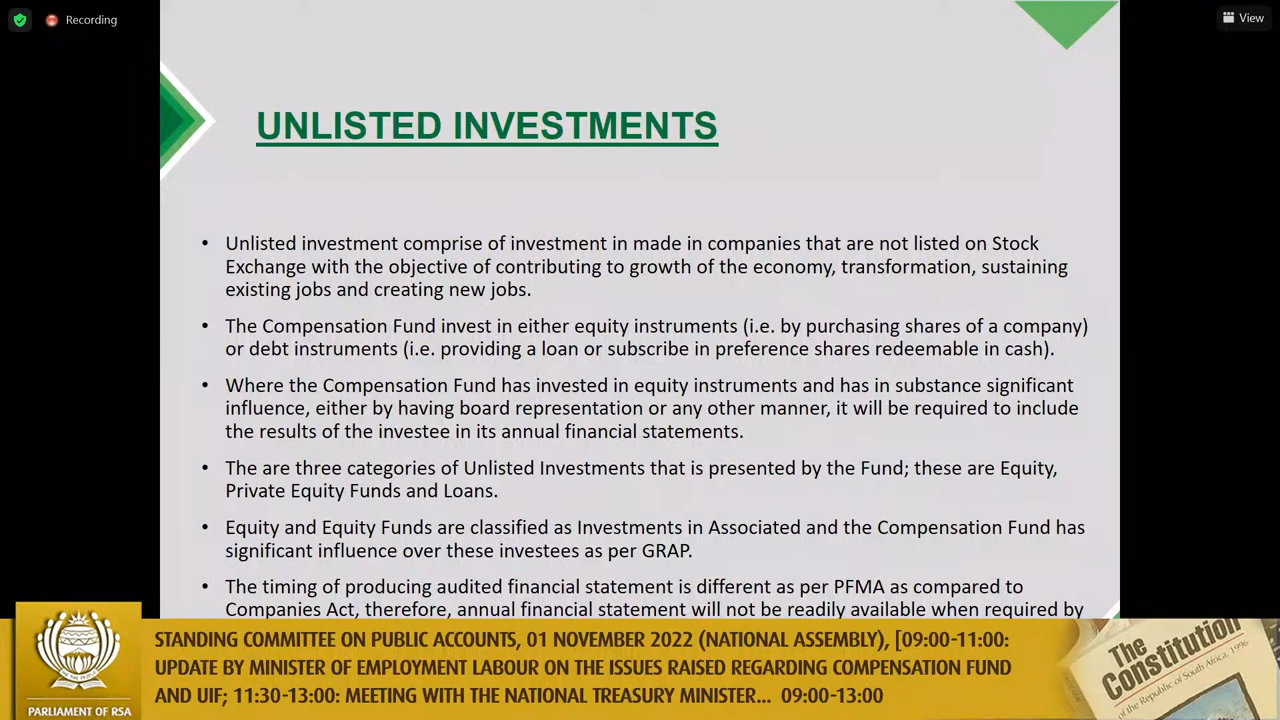 Recording
View
UNLISTED INVESTMENTS
• Unlisted investment comprise of investment in made in companies that are not listed on Stock
Exchange with the objective of contributing to growth of the economy, transformation, sustaining
existing jobs and creating new jobs.
• The Compensation Fund invest in either equity instruments (i.e. by purchasing shares of a company)
or debt instruments (i.e. providing a loan or subscribe in preference shares redeemable in cash).
• Where the Compensation Fund has invested in equity instruments and has in substance significant
influence, either by having board representation or any other manner, it will be required to include
the results of the investee in its annual financial statements.
• The are three categories of Unlisted Investments that is presented by the Fund; these are Equity,
Private Equity Funds and Loans.
• Equity and Equity Funds are classified as Investments in Associated and the Compensation Fund has
significant influence over these investees as per GRAP.
• The timing of producing audited financial statement is different as per PFMA as compared to
Companies Act, therefore, annual financial statement will not be readily available when required by
STANDING COMMITTEE ON PUBLIC ACCOUNTS, 01 NOVEMBER 2022 (NATIONAL ASSEMBLY), [09:00-11:00:
UPDATE BY MINISTER OF EMPLOYMENT LABOUR ON THE ISSUES RAISED REGARDING COMPENSATION FUND
AND UIF; 11:30-13:00: MEETING WITH THE NATIONAL TREASURY MINISTER... 09:00-13:00
PARLIAMENT OF RSA
The
Constitution
of the Republic of South Africa, 1996